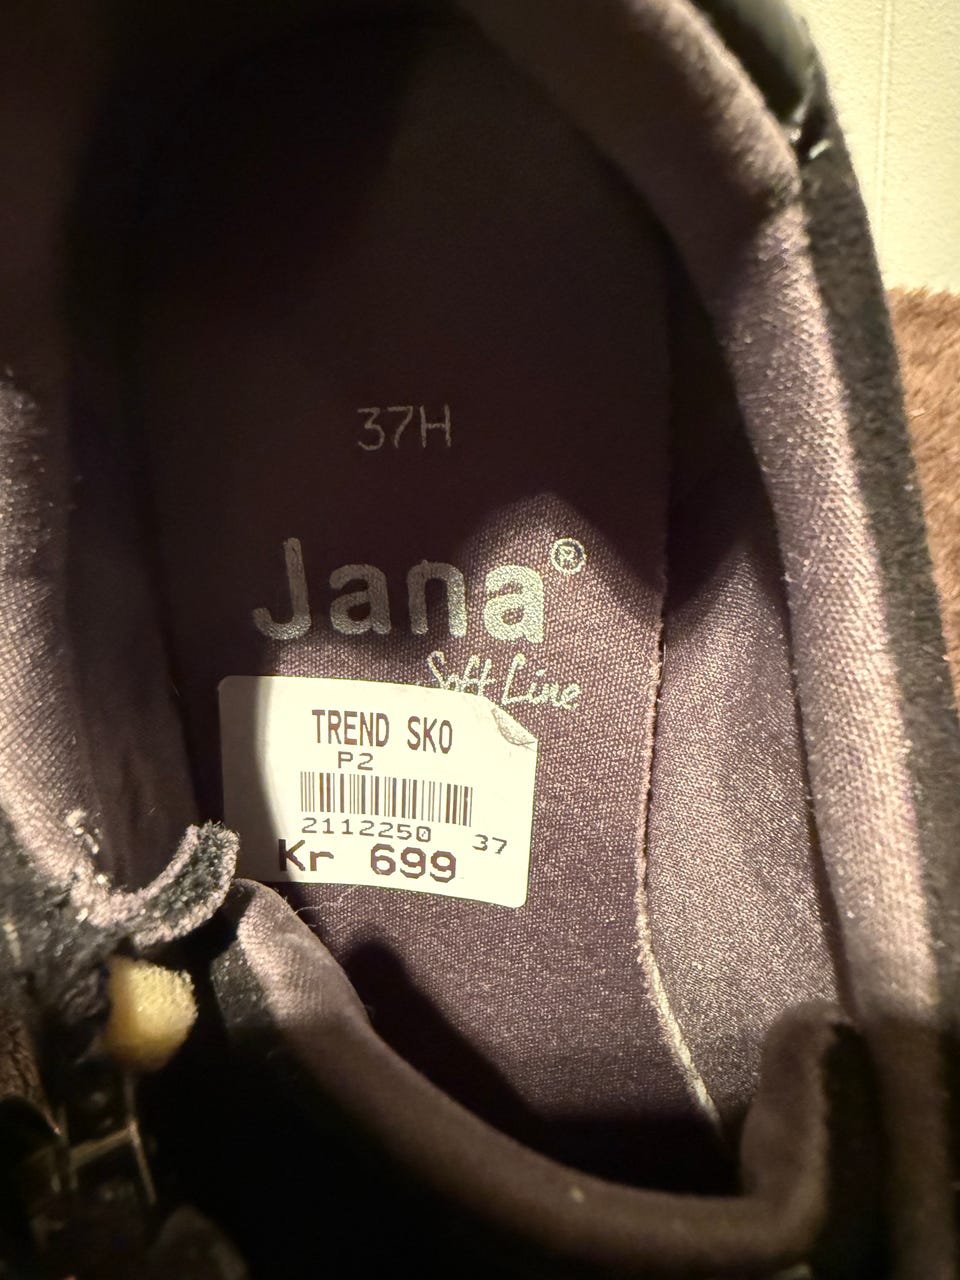 37H
Jana®
Soft Line
TREND SKO
P2
2112250 37
Kr 699